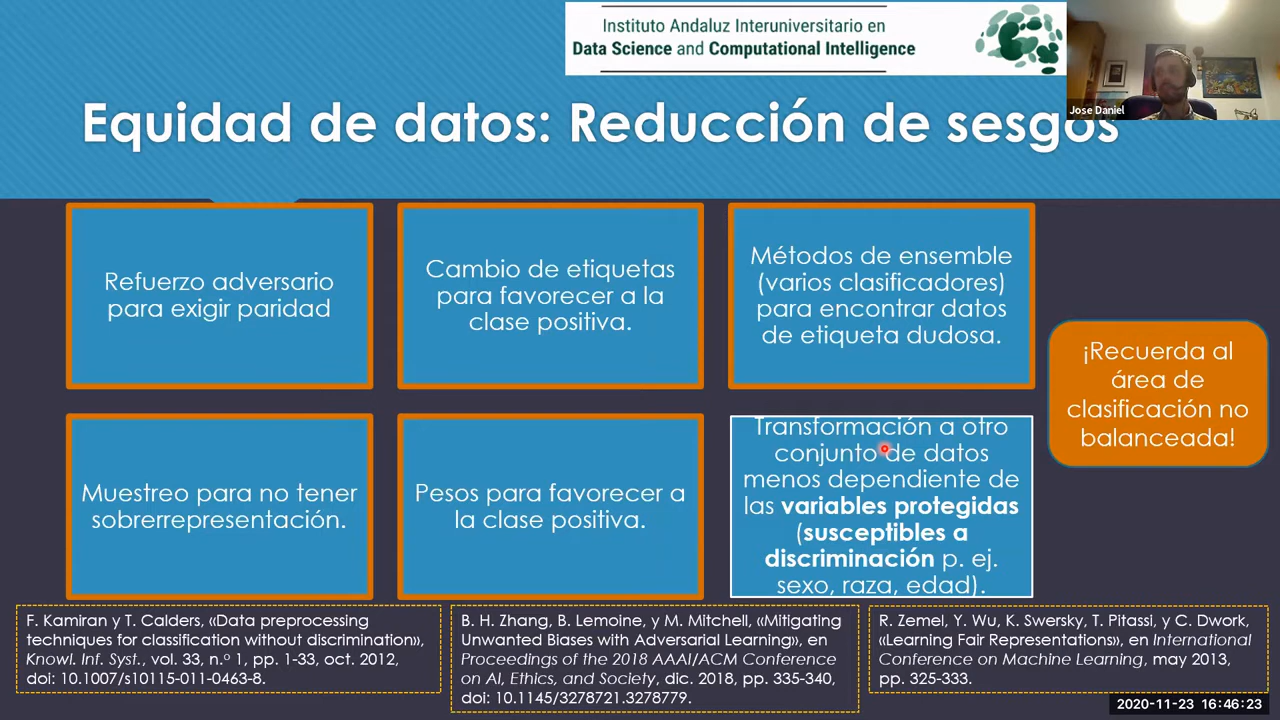 Instituto Andaluz Interuniversitario en
Data Science and Computational Intelligence
Jose Daniel
Equidad de datos: Reducción de sesgos
Refuerzo adversario
para exigir paridad
Cambio de etiquetas
para favorecer a la
clase positiva.
Métodos de ensemble
(varios clasificadores)
para encontrar datos
de etiqueta dudosa.
¡Recuerda al
área de
clasificación no
balanceada!
Muestreo para no tener
sobrerrepresentación.
Pesos para favorecer a
la clase positiva.
Transformación a otro
conjunto de datos
menos dependiente de
las variables protegidas
(susceptibles a
discriminación p. ej.
sexo, raza, edad).
F. Kamiran y T. Calders, «Data preprocessing
techniques for classification without discrimination»,
Knowl. Inf. Syst., vol. 33, n.º 1, pp. 1-33, oct. 2012,
doi: 10.1007/s10115-011-0463-8.
B. H. Zhang, B. Lemoine, y M. Mitchell, «Mitigating
Unwanted Biases with Adversarial Learning», en
Proceedings of the 2018 AAAI/ACM Conference
on AI, Ethics, and Society, dic. 2018, pp. 335-340,
doi: 10.1145/3278721.3278779.
R. Zemel, Y. Wu, K. Swersky, T. Pitassi, y C. Dwork,
«Learning Fair Representations», en International
Conference on Machine Learning, may 2013,
pp. 325-333.
2020-11-23 16:46:23